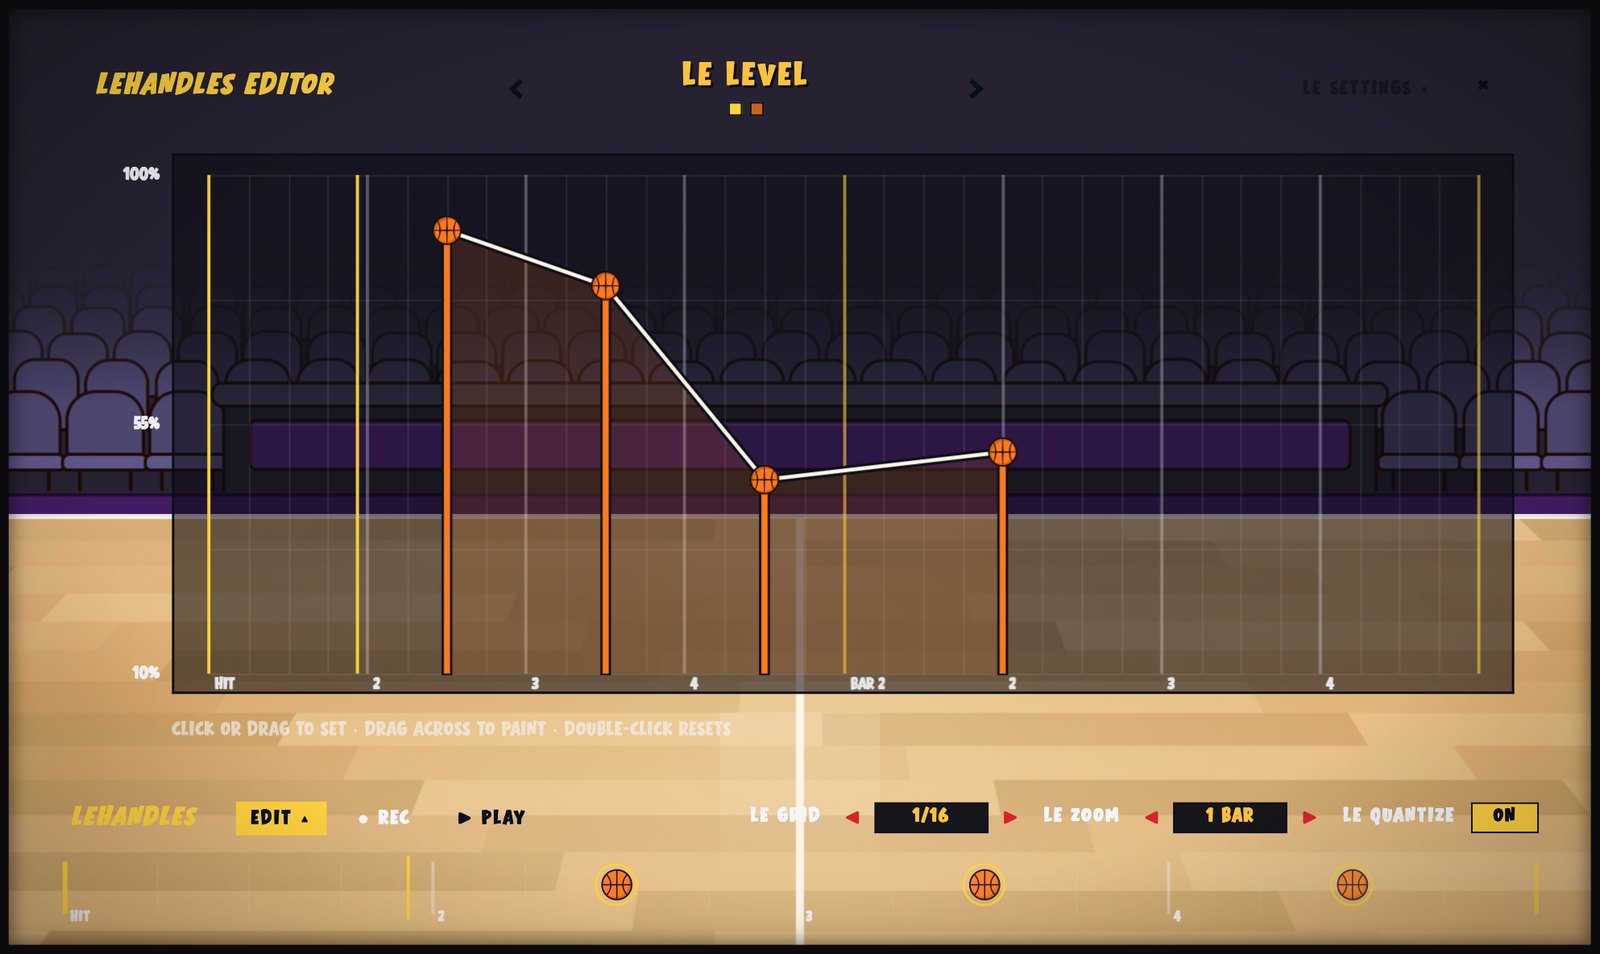 LEHANDLES EDITOR
LE LEVEL
LE SETTINGS ▾
×
100%
55%
10%
HIT 2 3 4 BAR 2 2 3 4
CLICK OR DRAG TO SET · DRAG ACROSS TO PAINT · DOUBLE-CLICK RESETS
LEHANDLES EDIT ▲ ● REC ▶ PLAY LE GRID ◀ 1/16 ▶ LE ZOOM ◀ 1 BAR ▶ LE QUANTIZE ON
HIT 2 3 4